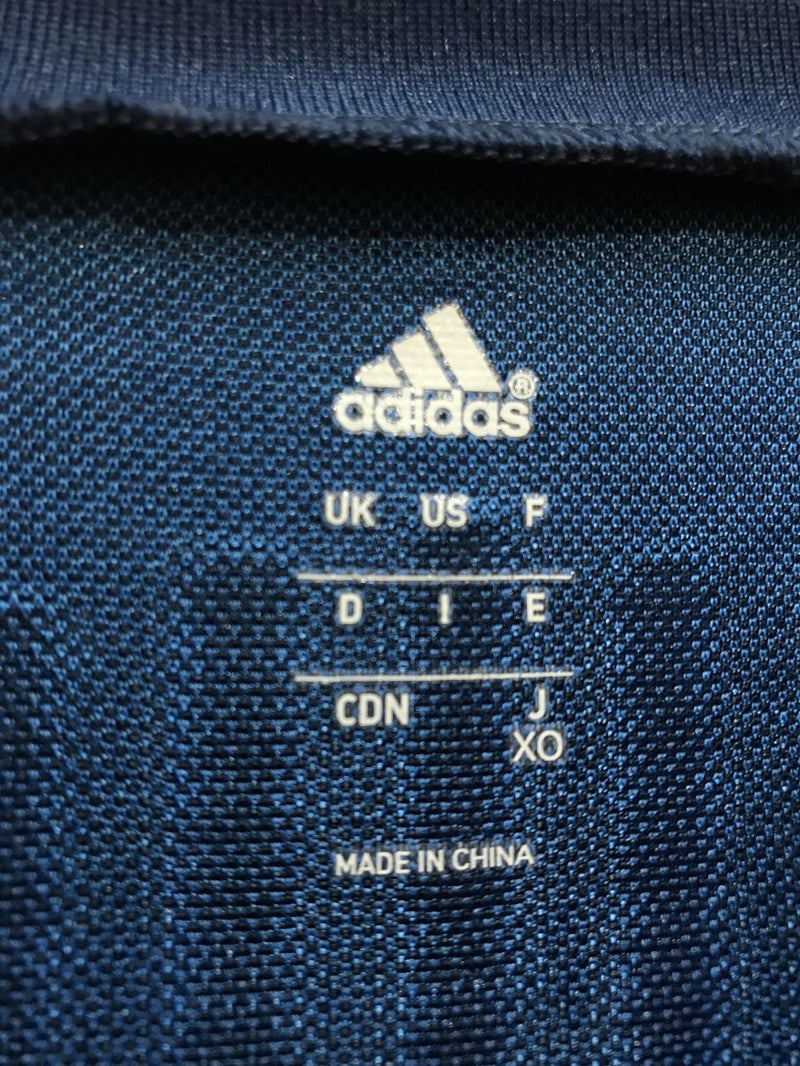 adidas®
UK US F
D I E
CDN J
XO
MADE IN CHINA